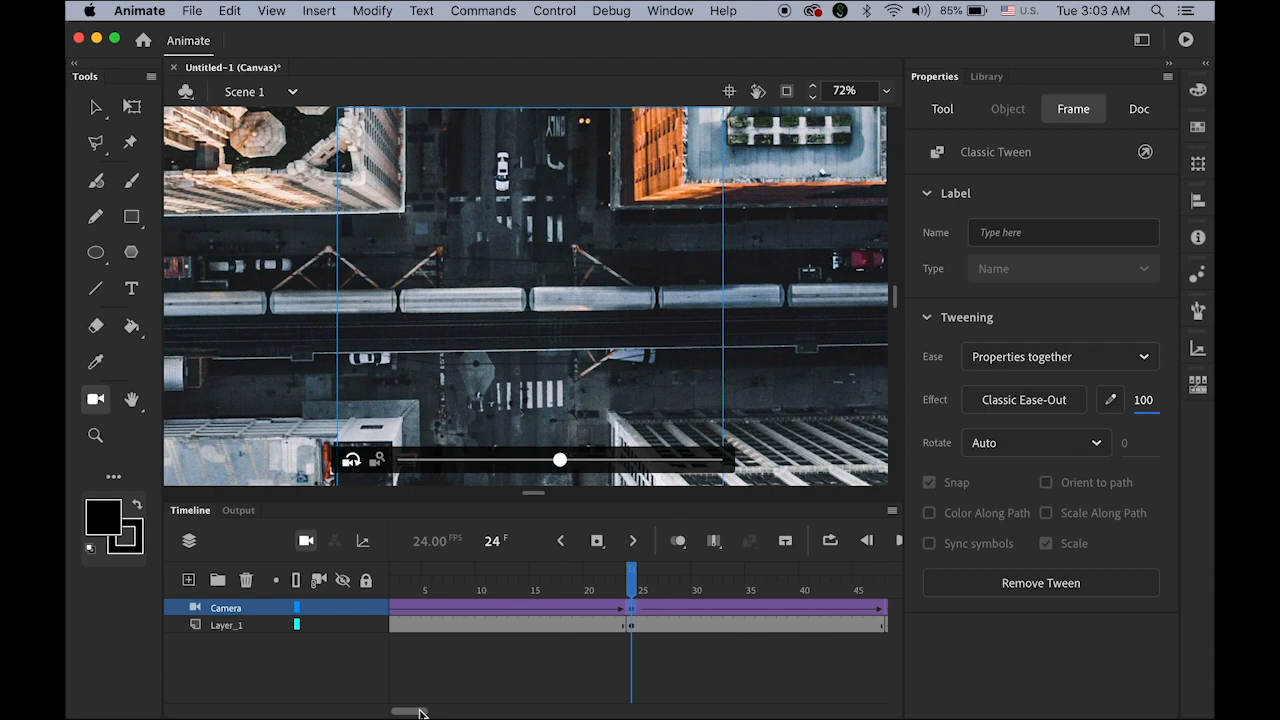 Animate File Edit View Insert Modify Text Commands Control Debug Window Help 85% U.S. Tue 3:03 AM
Animate
Tools
Untitled-1 (Canvas)*
Properties Library
Scene 1 72%
Tool Object Frame Doc
ONLY
Classic Tween
Label
Name Type here
Type Name
Tweening
Ease Properties together
Effect Classic Ease-Out 100
Rotate Auto 0
Snap Orient to path
Color Along Path Scale Along Path
Sync symbols Scale
Remove Tween
Timeline Output
24.00 FPS 24 F
1s
5 10 15 20 25 30 35 40 45
Camera
Layer_1
T